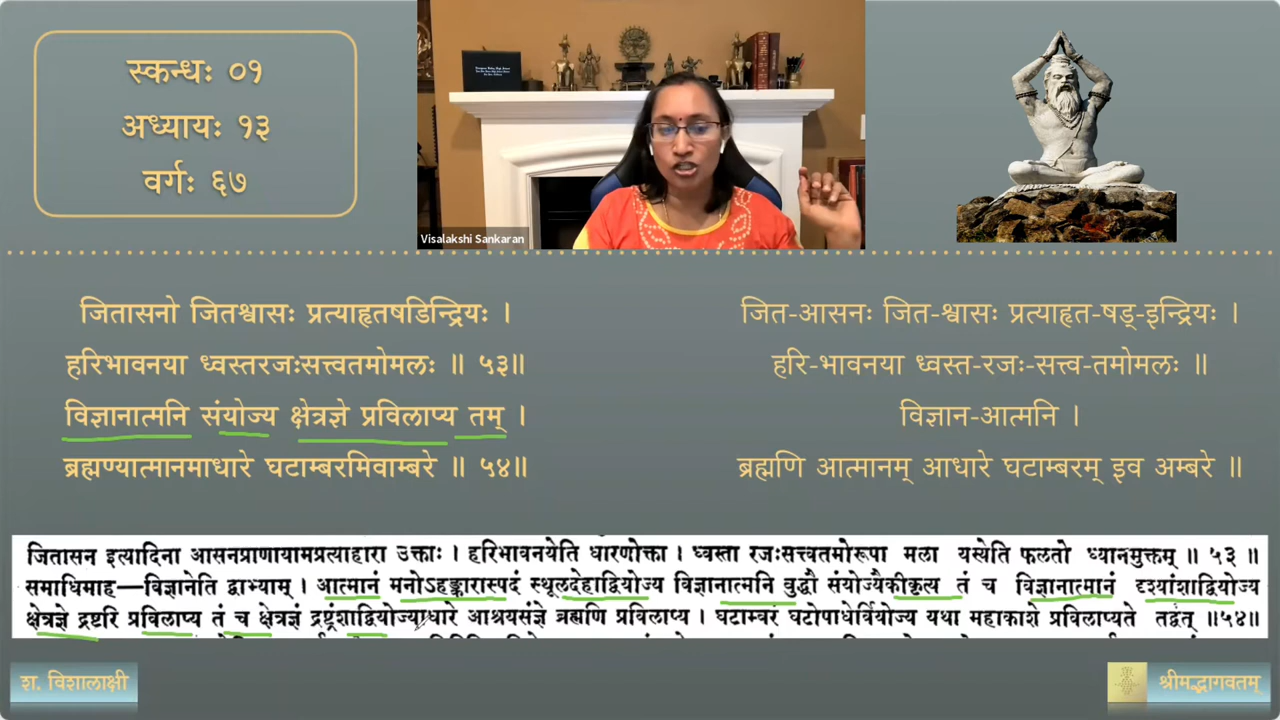 स्कन्धः ०१
अध्यायः १३
वर्गः ६७
Visalakshi Sankaran
जितासनो जितश्वासः प्रत्याहृतषडिन्द्रियः ।
हरिभावनया ध्वस्तरजःसत्त्वतमोमलः ॥ ५३॥
विज्ञानात्मनि संयोज्य क्षेत्रज्ञे प्रविलाप्य तम् ।
ब्रह्मण्यात्मानमाधारे घटाम्बरमिवाम्बरे ॥ ५४॥
जित-आसनः जित-श्वासः प्रत्याहृत-षड्-इन्द्रियः ।
हरि-भावनया ध्वस्त-रजः-सत्त्व-तमोमलः ॥
विज्ञान-आत्मनि ।
ब्रह्मणि आत्मानम् आधारे घटाम्बरम् इव अम्बरे ॥
जितासन इत्यादिना आसनप्राणायामप्रत्याहारा उक्ताः । हरिभावनयेति धारणोक्ता । ध्वस्ता रजःसत्त्वतमोरूपा मला यस्येति फलतो ध्यानमुक्तम् ॥ ५३ ॥
समाधिमाह—विज्ञानेति द्वाभ्याम् । आत्मानं मनोऽहङ्कारास्पदं स्थूलदेहाद्वियोज्य विज्ञानात्मनि बुद्धौ संयोज्यैकीकृत्य तं च विज्ञानात्मानं दृश्यांशाद्वियोज्य
क्षेत्रज्ञे द्रष्टरि प्रविलाप्य तं च क्षेत्रज्ञं द्रष्ट्रंशाद्वियोज्याधारे आश्रयसंज्ञे ब्रह्मणि प्रविलाप्य । घटाम्बरं घटोपाधेर्वियोज्य यथा महाकाशे प्रविलाप्यते तद्वत् ॥५४॥
श. विशालाक्षी
श्रीमद्भागवतम्